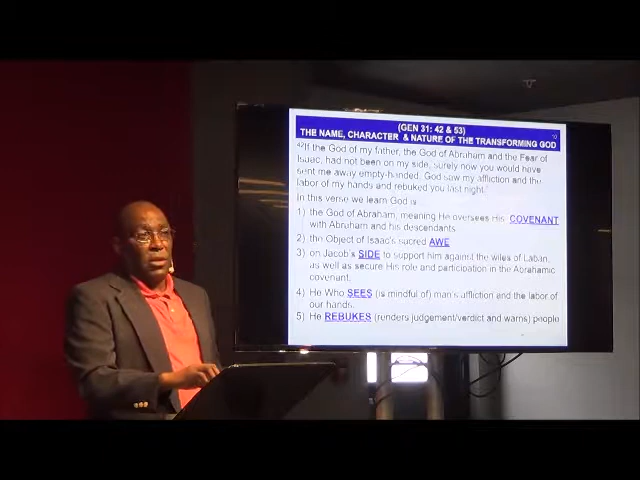 (GEN 31: 42 & 53)
THE NAME, CHARACTER & NATURE OF THE TRANSFORMING GOD
10
42If the God of my father, the God of Abraham and the Fear of
Isaac, had not been on my side, surely now you would have
sent me away empty-handed. God saw my affliction and the
labor of my hands and rebuked you last night.
In this verse we learn God is...
1) the God of Abraham, meaning He oversees His COVENANT
with Abraham and his descendants.
2) the Object of Isaac's sacred AWE
3) on Jacob's SIDE to support him against the wiles of Laban,
as well as secure His role and participation in the Abrahamic
covenant.
4) He Who SEES (is mindful of) man's affliction and the labor of
our hands.
5) He REBUKES (renders judgement/verdict and warns) people